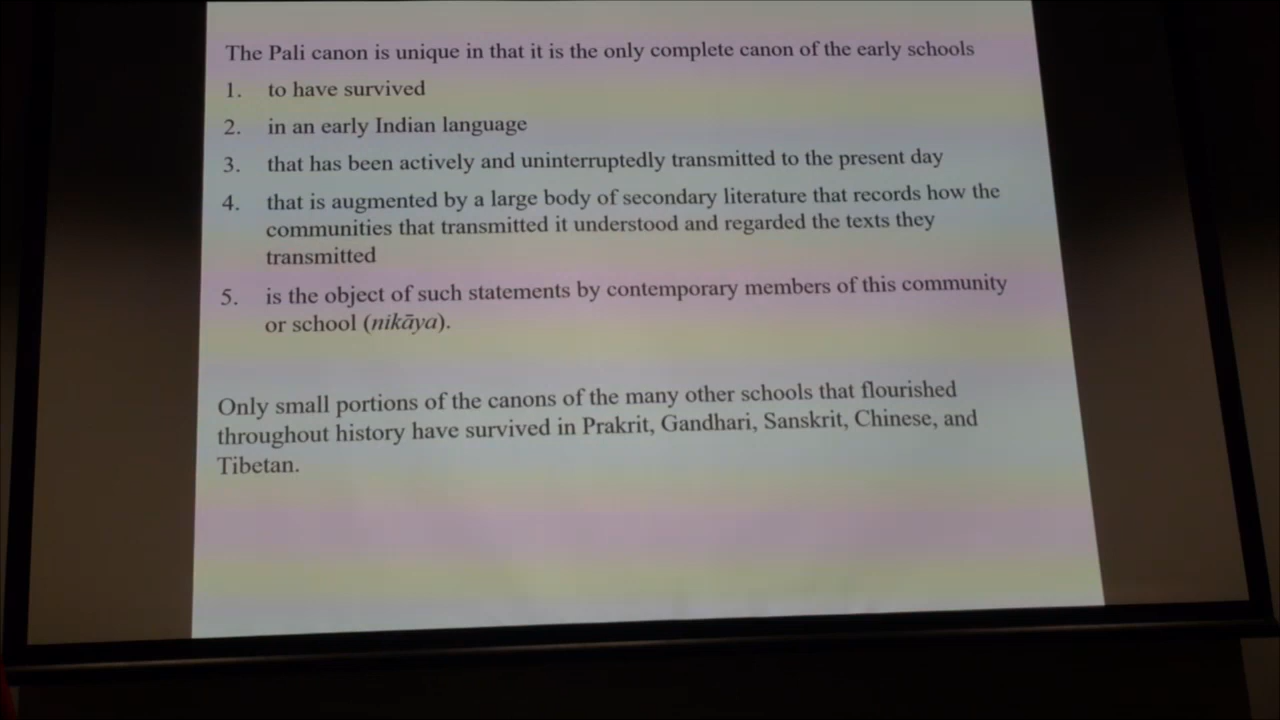 The Pali canon is unique in that it is the only complete canon of the early schools
1. to have survived
2. in an early Indian language
3. that has been actively and uninterruptedly transmitted to the present day
4. that is augmented by a large body of secondary literature that records how the
communities that transmitted it understood and regarded the texts they
transmitted
5. is the object of such statements by contemporary members of this community
or school (nikāya).
Only small portions of the canons of the many other schools that flourished
throughout history have survived in Prakrit, Gandhari, Sanskrit, Chinese, and
Tibetan.